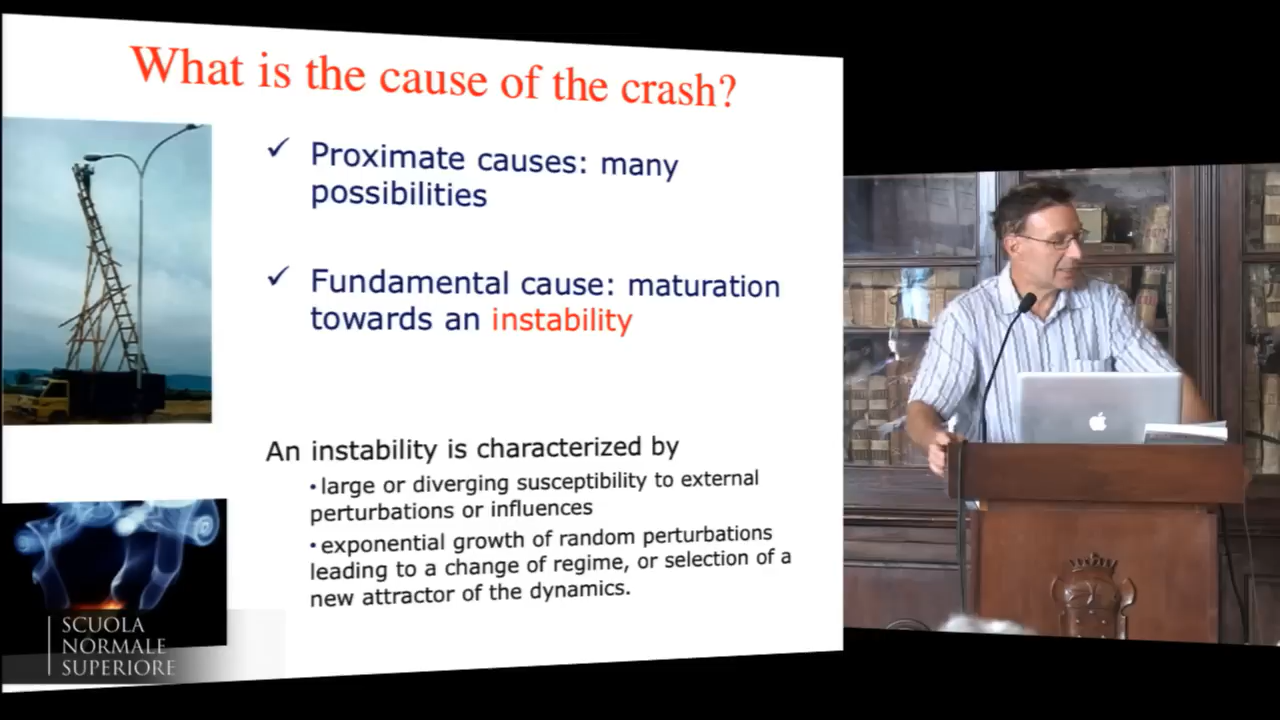 What is the cause of the crash?
✓ Proximate causes: many
possibilities
✓ Fundamental cause: maturation
towards an instability
An instability is characterized by
• large or diverging susceptibility to external
perturbations or influences
• exponential growth of random perturbations
leading to a change of regime, or selection of a
new attractor of the dynamics.
SCUOLA
NORMALE
SUPERIORE